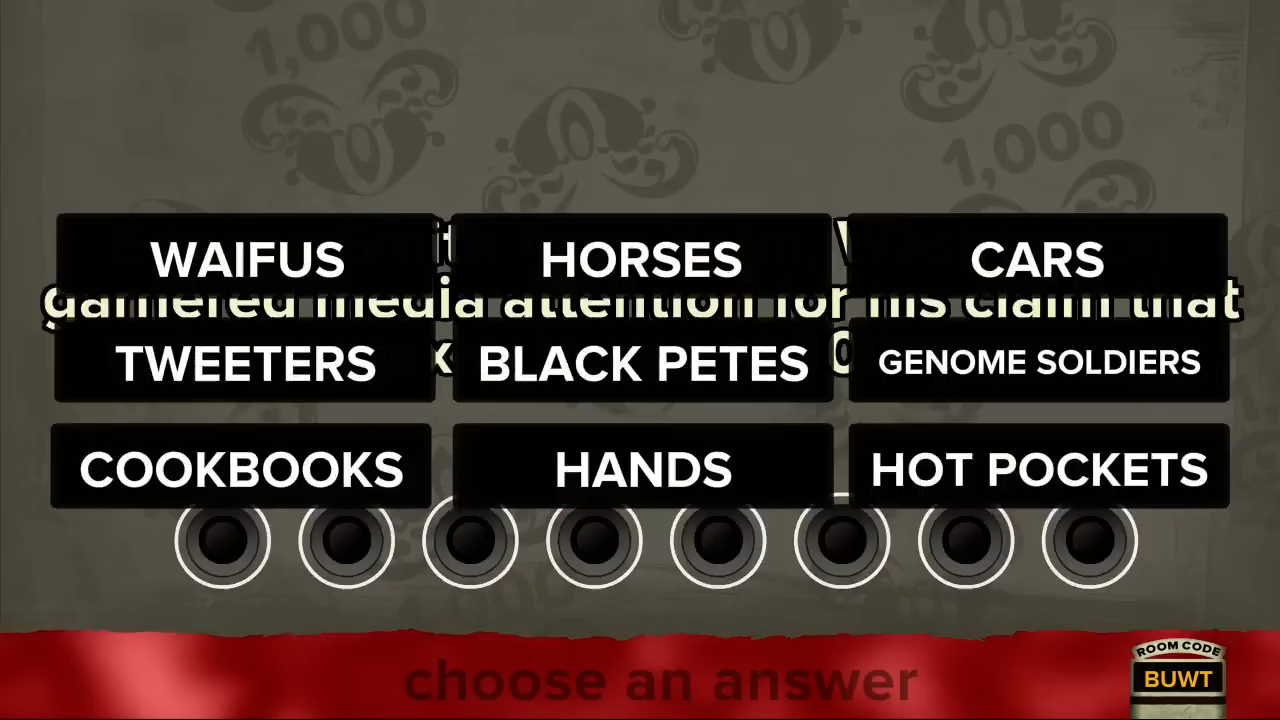 1,000
1,000
WAIFUS HORSES CARS
garnered media attention for his claim that
TWEETERS BLACK PETES GENOME SOLDIERS
COOKBOOKS HANDS HOT POCKETS
choose an answer
ROOM CODE
BUWT